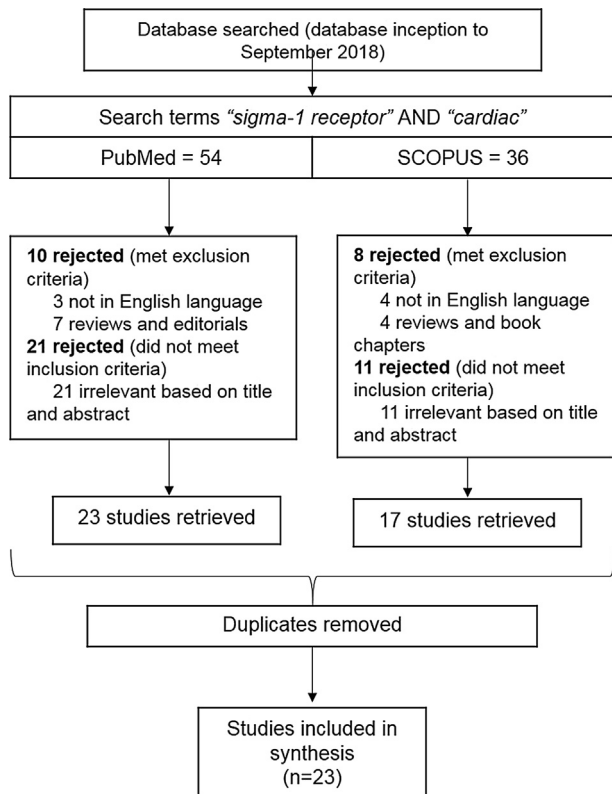 Database searched (database inception to
September 2018)
Search terms “sigma-1 receptor” AND “cardiac”
PubMed = 54
SCOPUS = 36
10 rejected (met exclusion
criteria)
3 not in English language
7 reviews and editorials
21 rejected (did not meet
inclusion criteria)
21 irrelevant based on title
and abstract
8 rejected (met exclusion
criteria)
4 not in English language
4 reviews and book
chapters
11 rejected (did not meet
inclusion criteria)
11 irrelevant based on title
and abstract
23 studies retrieved
17 studies retrieved
Duplicates removed
Studies included in
synthesis
(n=23)